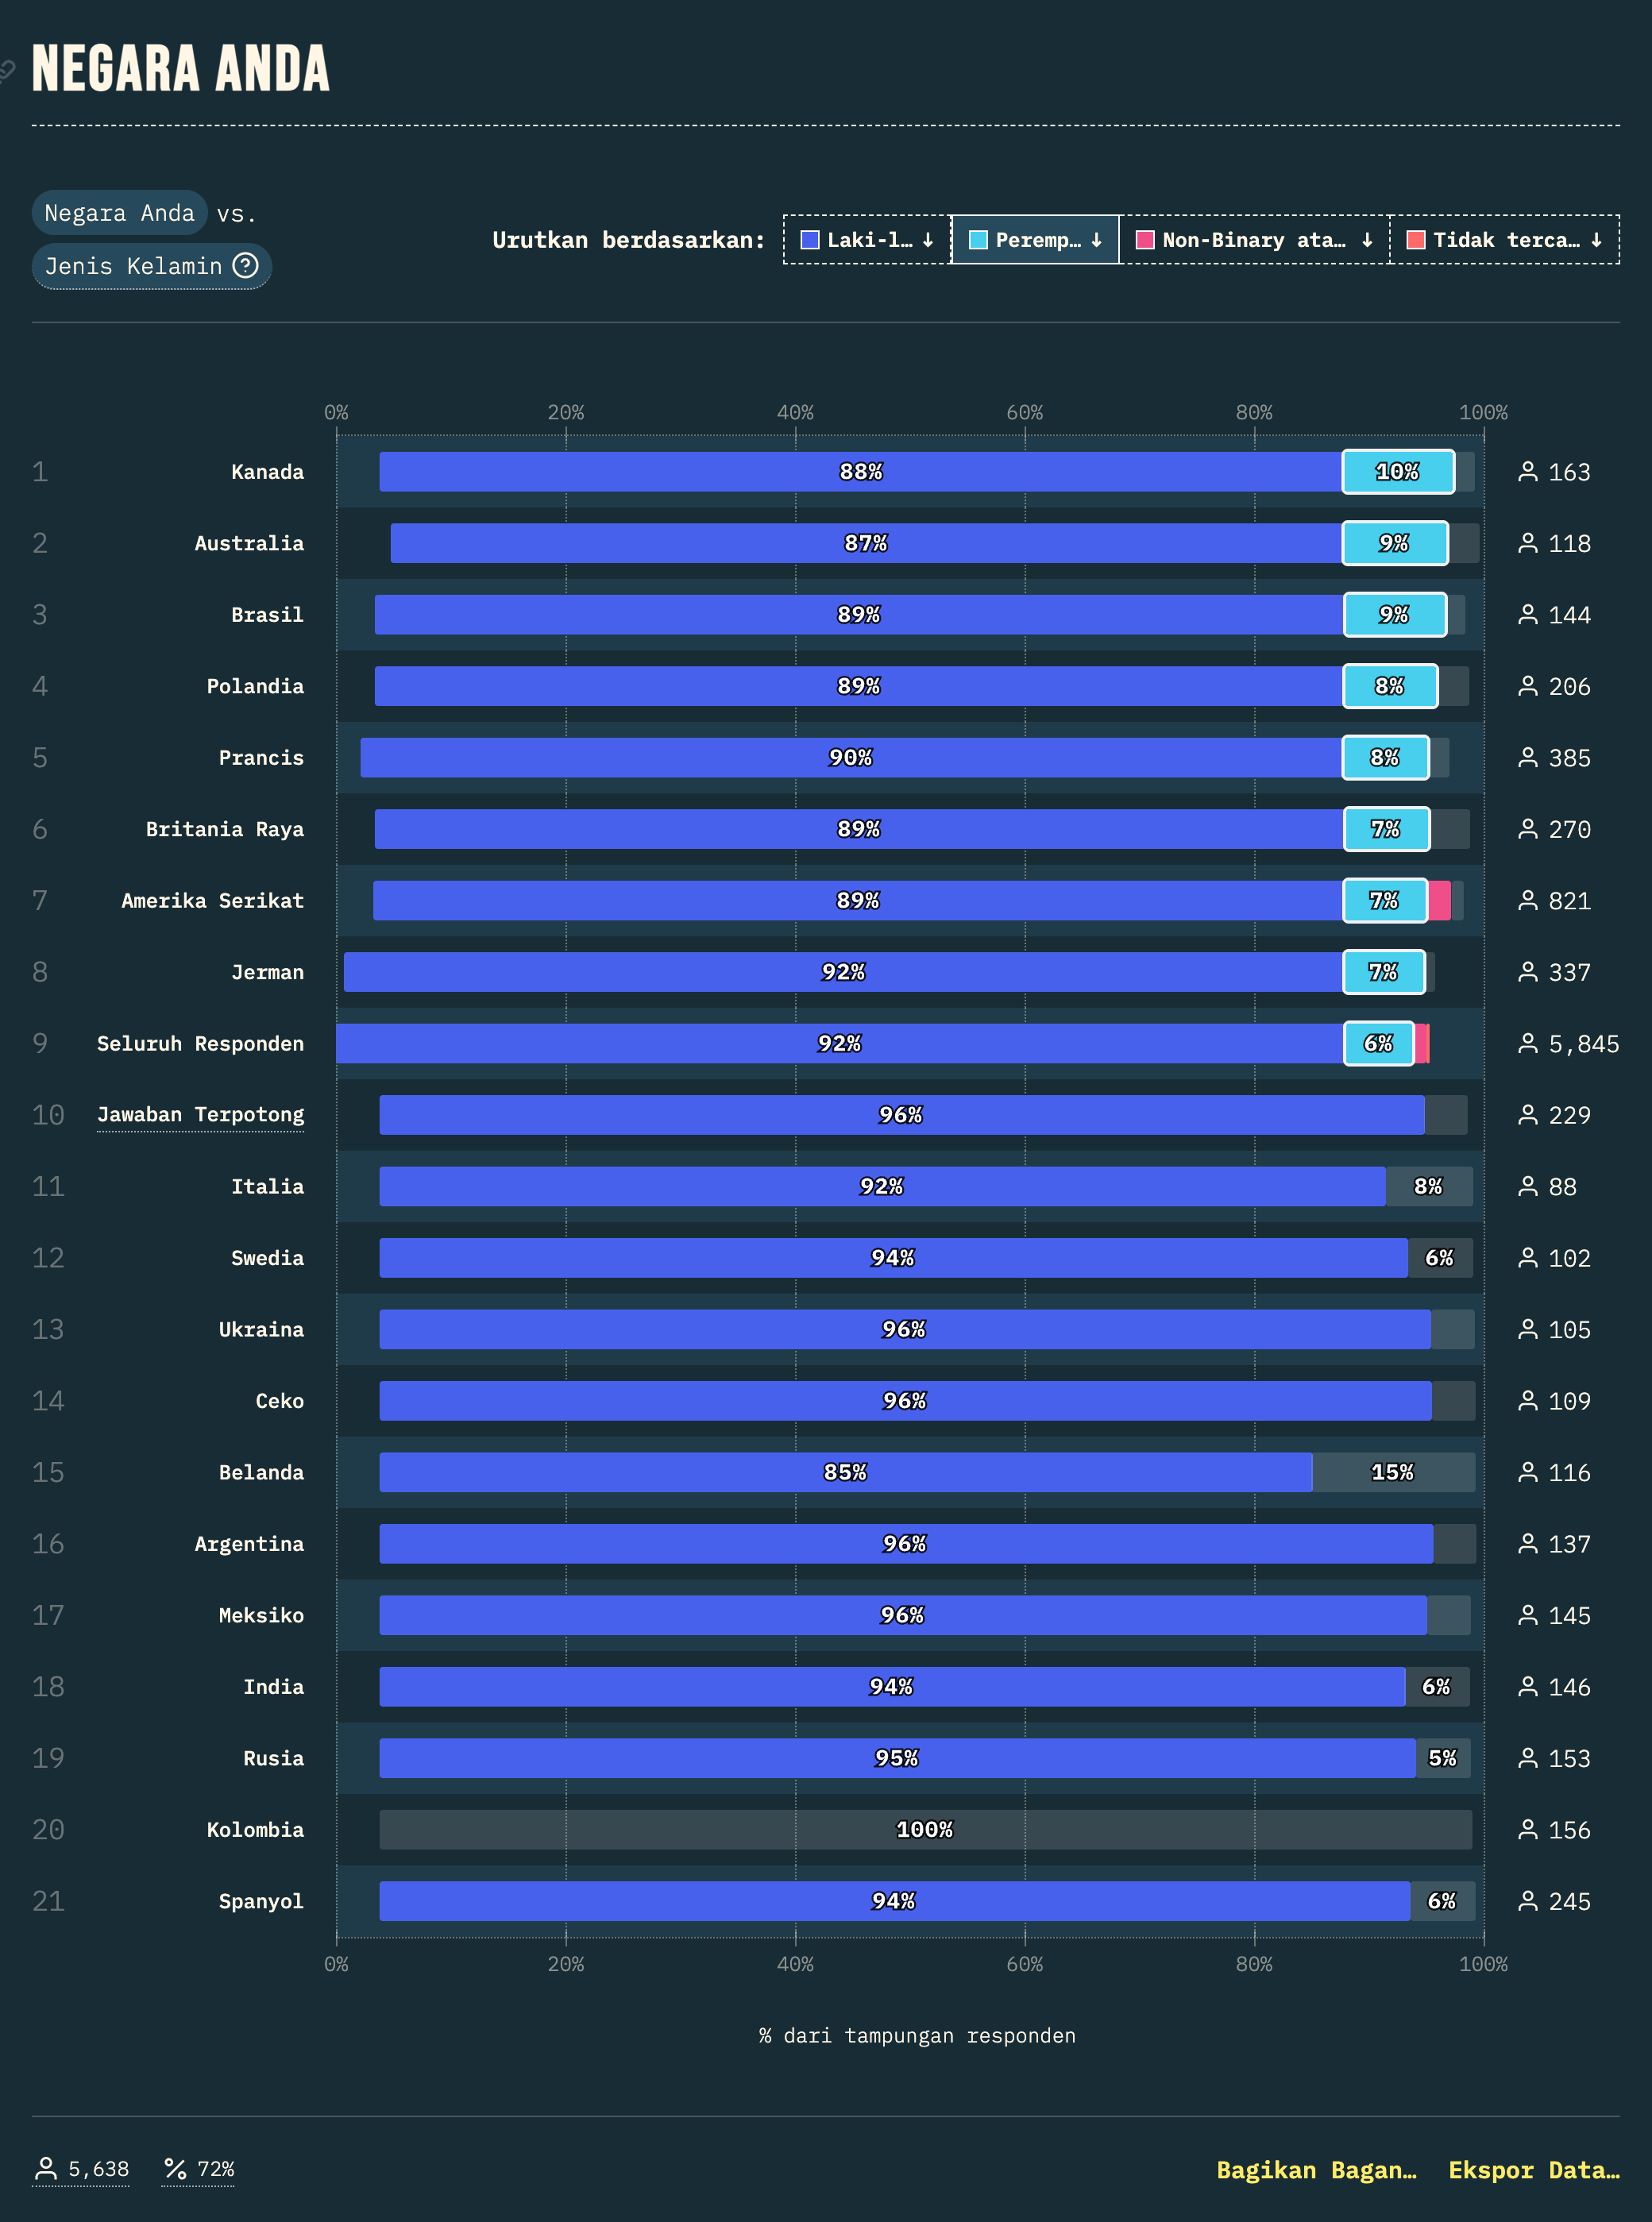 NEGARA ANDA
Negara Anda vs.
Jenis Kelamin ?
Urutkan berdasarkan: Laki-l… ↓ Peremp… ↓ Non-Binary ata… ↓ Tidak terca… ↓
0% 20% 40% 60% 80% 100%
1 Kanada 88% 10% 163
2 Australia 87% 9% 118
3 Brasil 89% 9% 144
4 Polandia 89% 8% 206
5 Prancis 90% 8% 385
6 Britania Raya 89% 7% 270
7 Amerika Serikat 89% 7% 821
8 Jerman 92% 7% 337
9 Seluruh Responden 92% 6% 5,845
10 Jawaban Terpotong 96% 229
11 Italia 92% 8% 88
12 Swedia 94% 6% 102
13 Ukraina 96% 105
14 Ceko 96% 109
15 Belanda 85% 15% 116
16 Argentina 96% 137
17 Meksiko 96% 145
18 India 94% 6% 146
19 Rusia 95% 5% 153
20 Kolombia 100% 156
21 Spanyol 94% 6% 245
0% 20% 40% 60% 80% 100%
% dari tampungan responden
5,638 % 72% Bagikan Bagan… Ekspor Data…